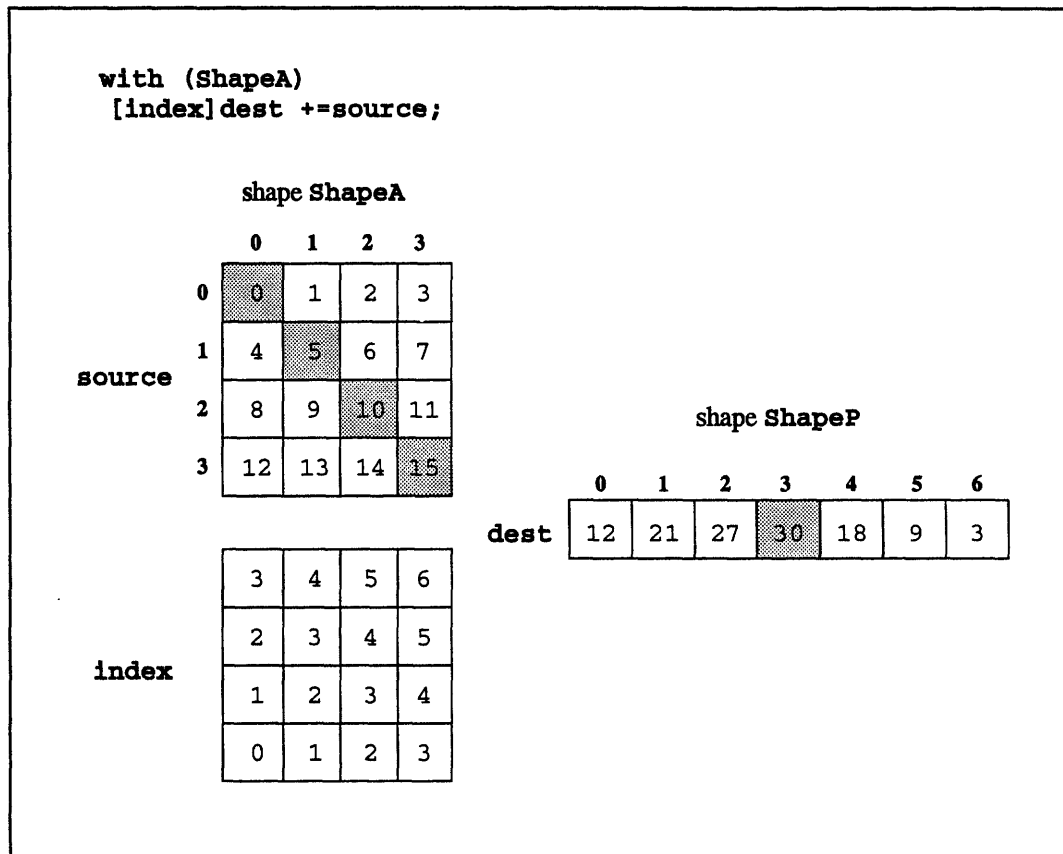 with (ShapeA)
[index]dest +=source;
shape ShapeA
0 1 2 3
0 0 1 2 3
1 4 5 6 7
source
2 8 9 10 11
3 12 13 14 15
shape ShapeP
0 1 2 3 4 5 6
dest 12 21 27 30 18 9 3
3 4 5 6
2 3 4 5
index
1 2 3 4
0 1 2 3